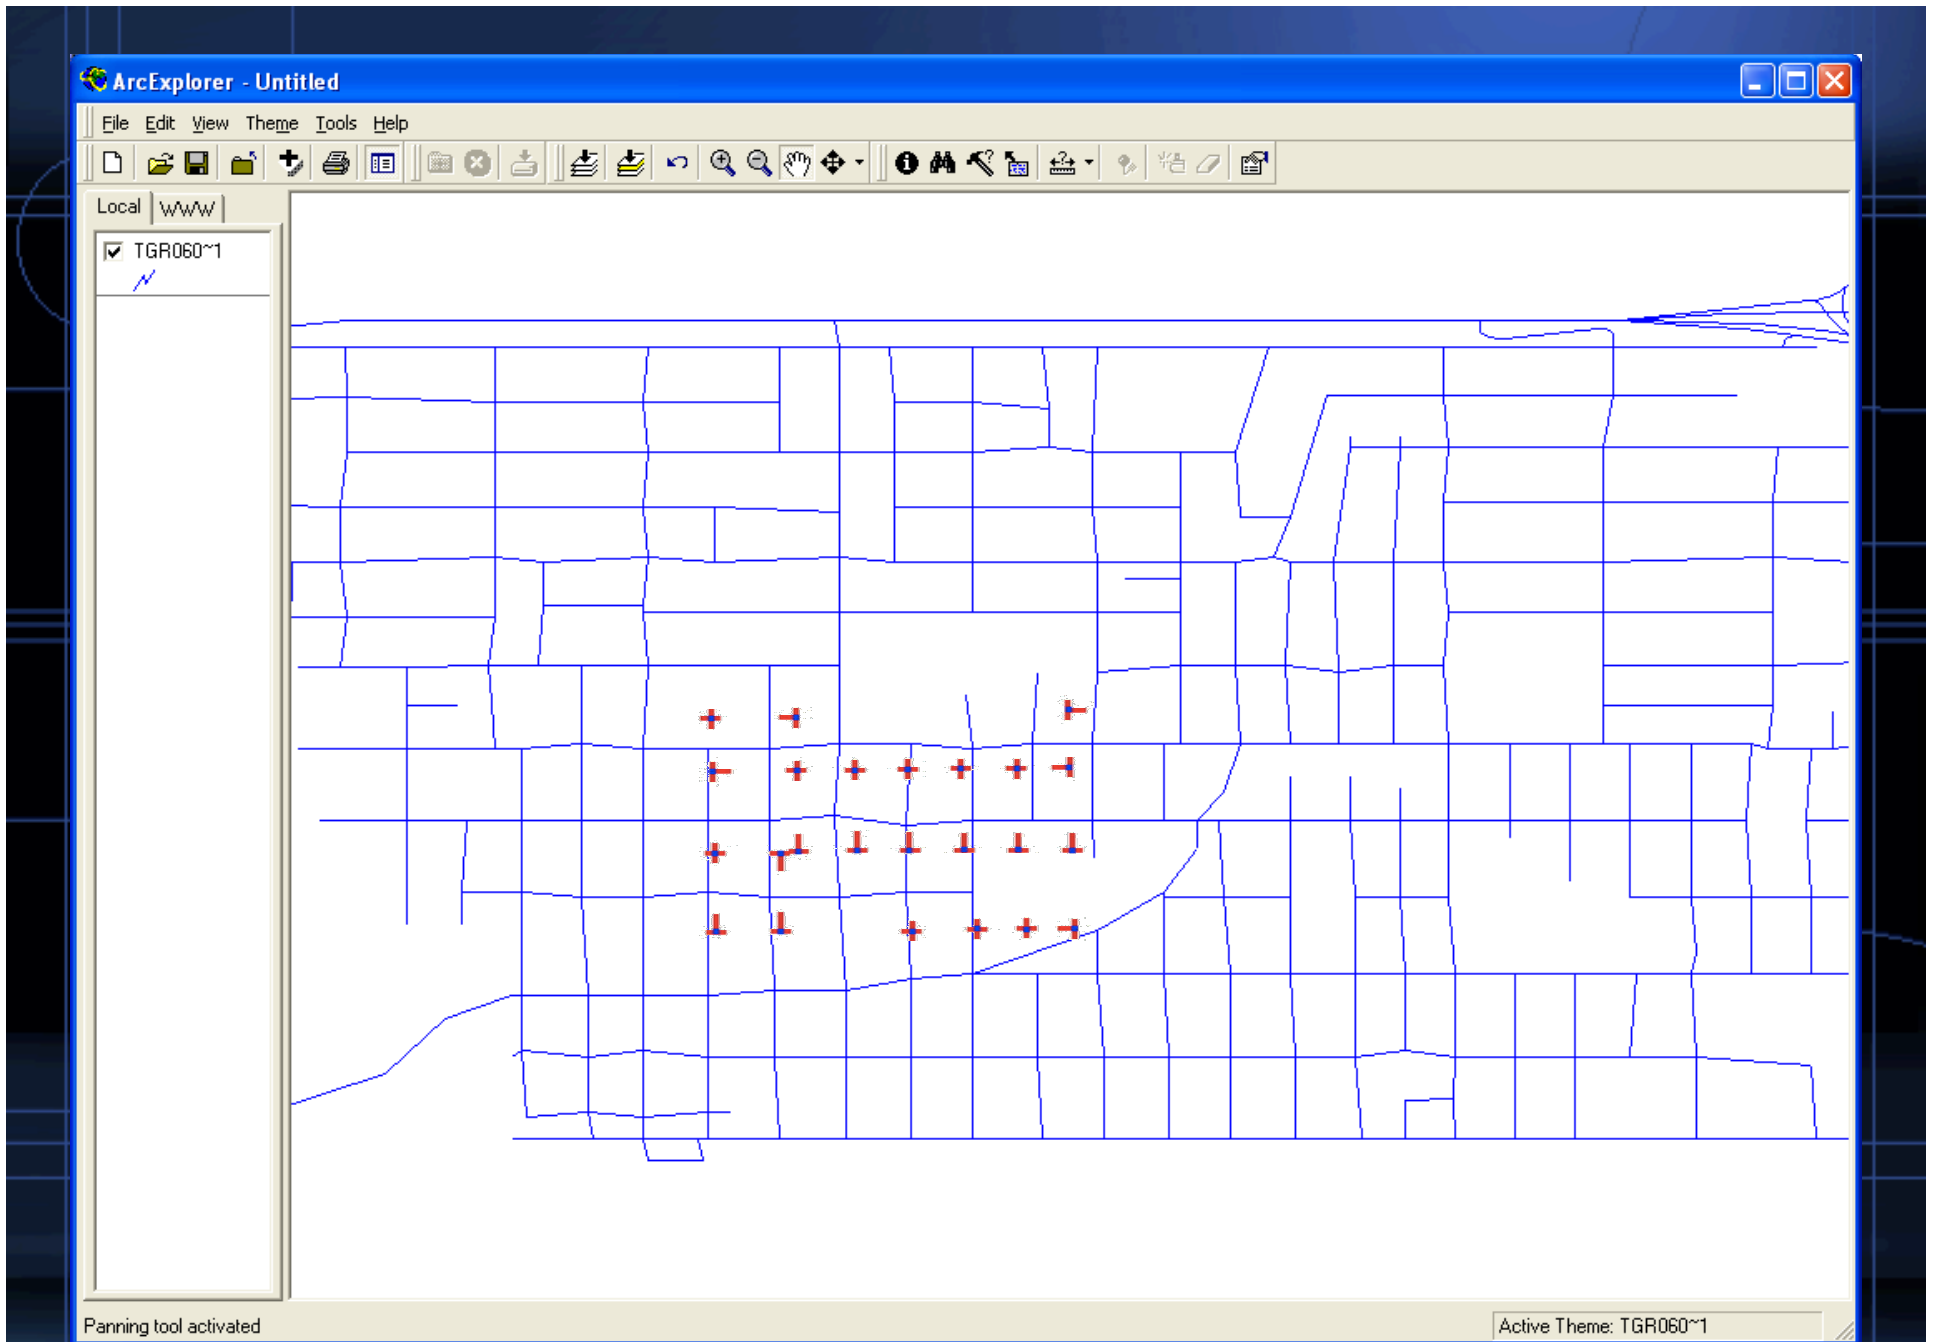 ArcExplorer - Untitled
File Edit View Theme Tools Help
Local WWW
TGR060~1
Panning tool activated
Active Theme: TGR060~1